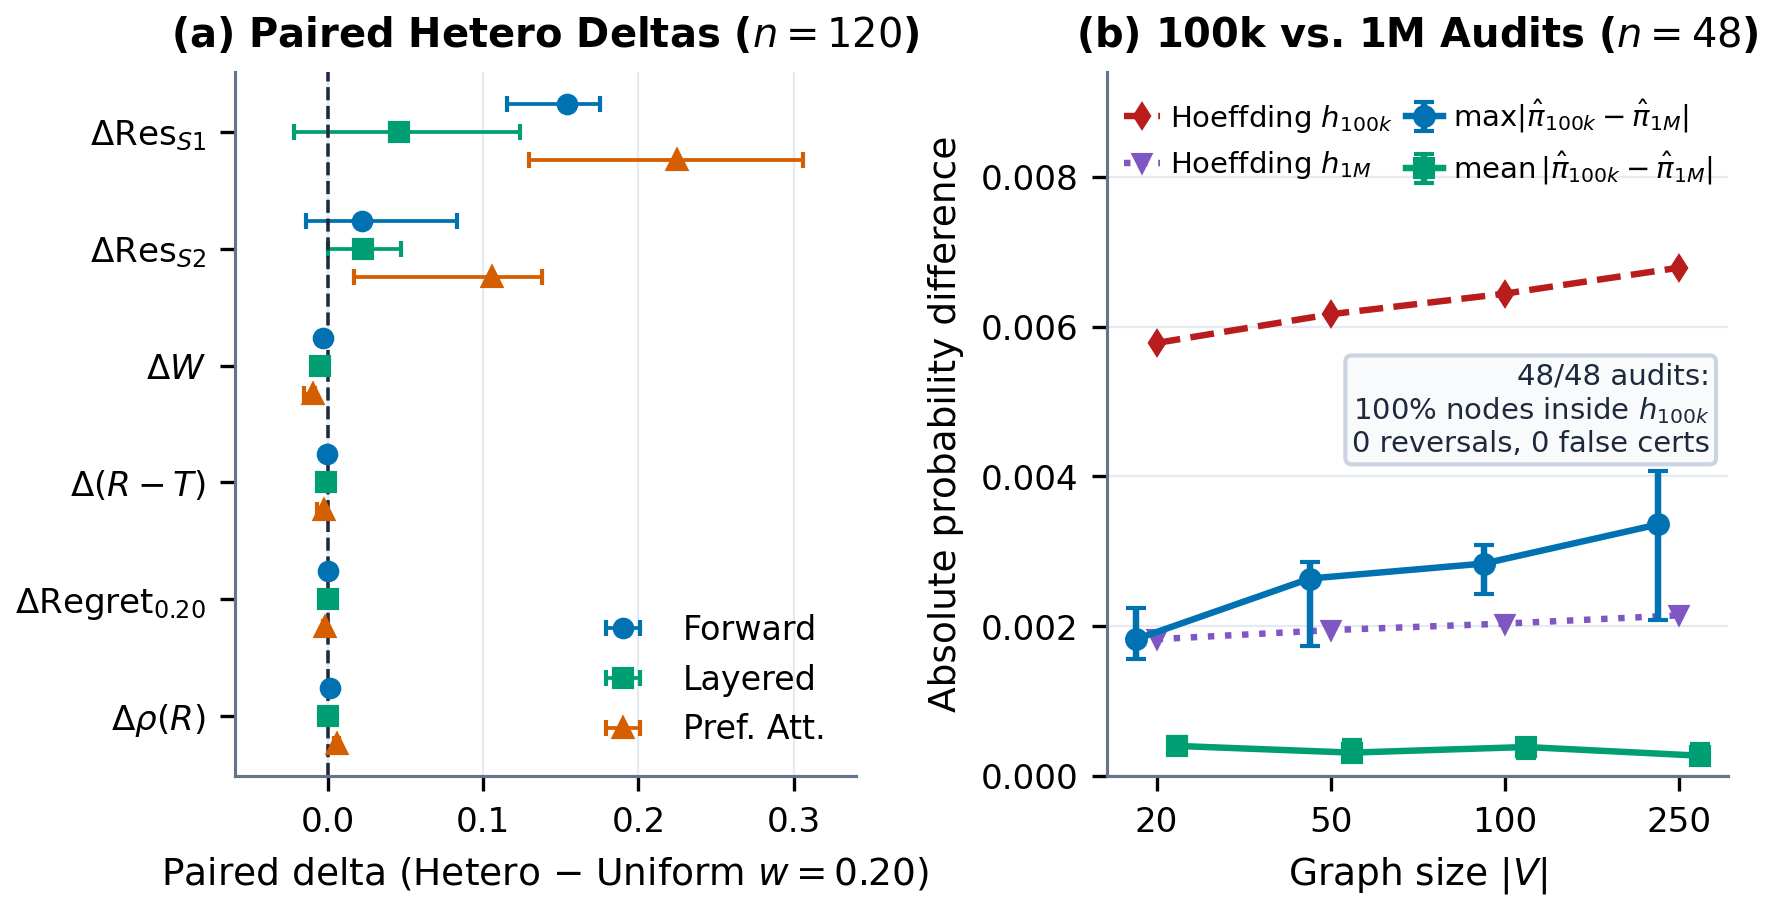 (a) Paired Hetero Deltas (n = 120)
ΔRes_S1
ΔRes_S2
ΔW
Δ(R − T)
ΔRegret_0.20
Δρ(R)
Forward
Layered
Pref. Att.
0.0 0.1 0.2 0.3
Paired delta (Hetero − Uniform w = 0.20)
(b) 100k vs. 1M Audits (n = 48)
Absolute probability difference
0.008
0.006
0.004
0.002
0.000
Hoeffding h_100k
Hoeffding h_1M
max|π̂_100k − π̂_1M|
mean |π̂_100k − π̂_1M|
48/48 audits:
100% nodes inside h_100k
0 reversals, 0 false certs
20 50 100 250
Graph size |V|